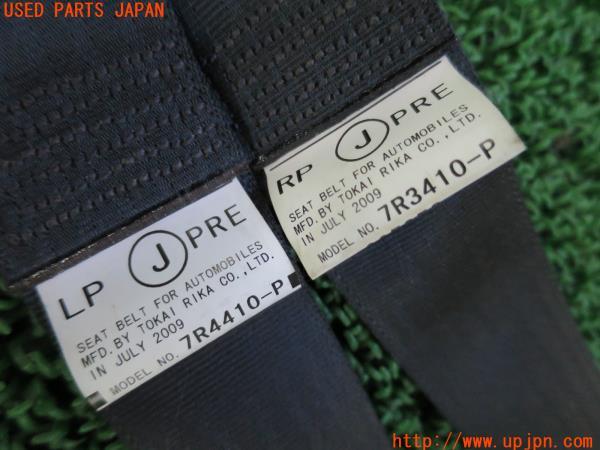 USED PARTS JAPAN
LP J PRE
SEAT BELT FOR AUTOMOBILES
MFD.BY TOKAI RIKA CO.,LTD.
IN JULY 2009
MODEL NO. 7R4410-P
RP J PRE
SEAT BELT FOR AUTOMOBILES
MFD.BY TOKAI RIKA CO.,LTD.
IN JULY 2009
MODEL NO. 7R3410-P
http://www.upjpn.com/